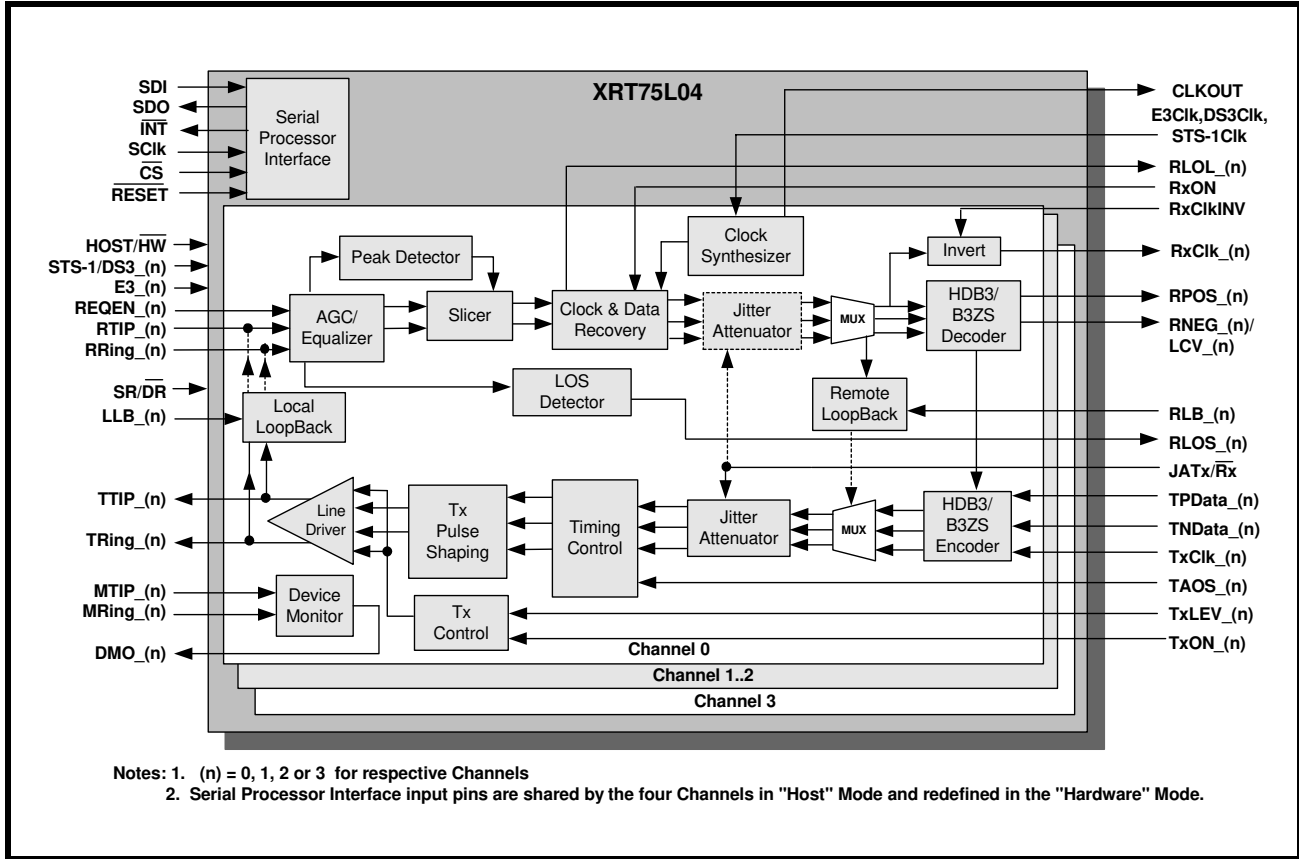 XRT75L04
SDI
SDO
INT
SClk
CS
RESET
HOST/HW
STS-1/DS3_(n)
E3_(n)
REQEN_(n)
RTIP_(n)
RRing_(n)
SR/DR
LLB_(n)
TTIP_(n)
TRing_(n)
MTIP_(n)
MRing_(n)
DMO_(n)
Serial
Processor
Interface
Peak Detector
AGC/
Equalizer
Slicer
Clock & Data
Recovery
Clock
Synthesizer
Jitter
Attenuator
MUX
Invert
HDB3/
B3ZS
Decoder
LOS
Detector
Remote
LoopBack
Local
LoopBack
Line
Driver
Tx
Pulse
Shaping
Timing
Control
Jitter
Attenuator
MUX
HDB3/
B3ZS
Encoder
Device
Monitor
Tx
Control
Channel 0
Channel 1..2
Channel 3
CLKOUT
E3Clk,DS3Clk,
STS-1Clk
RLOL_(n)
RxON
RxClkINV
RxClk_(n)
RPOS_(n)
RNEG_(n)/
LCV_(n)
RLB_(n)
RLOS_(n)
JATx/Rx
TPData_(n)
TNData_(n)
TxClk_(n)
TAOS_(n)
TxLEV_(n)
TxON_(n)
Notes: 1. (n) = 0, 1, 2 or 3 for respective Channels
2. Serial Processor Interface input pins are shared by the four Channels in "Host" Mode and redefined in the "Hardware" Mode.